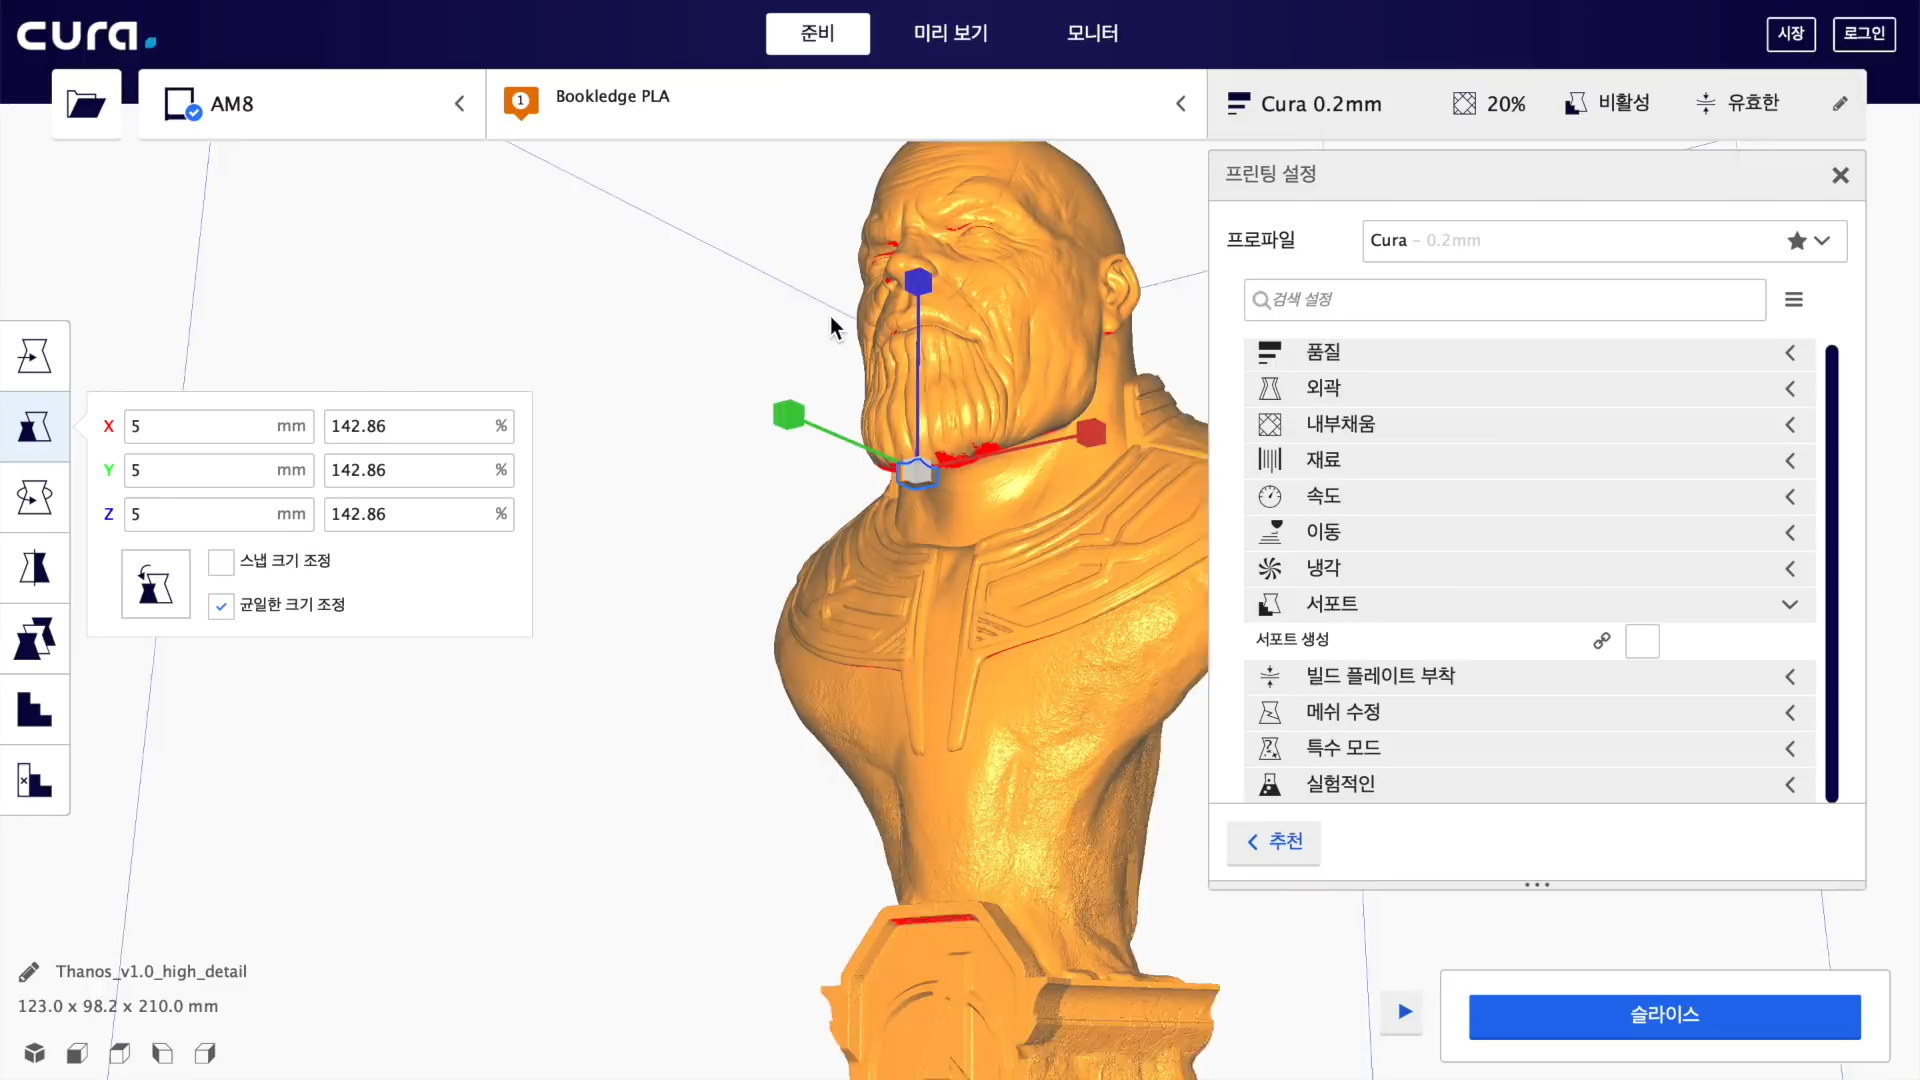 cura.
준비
미리 보기
모니터
시장
로그인
AM8
1
Bookledge PLA
Cura 0.2mm
20%
비활성
유효한
프린팅 설정
프로파일
Cura - 0.2mm
검색 설정
품질
외곽
내부채움
재료
속도
이동
냉각
서포트
서포트 생성
빌드 플레이트 부착
메쉬 수정
특수 모드
실험적인
추천
X 5 mm 142.86 %
Y 5 mm 142.86 %
Z 5 mm 142.86 %
스냅 크기 조정
균일한 크기 조정
Thanos_v1.0_high_detail
123.0 x 98.2 x 210.0 mm
슬라이스